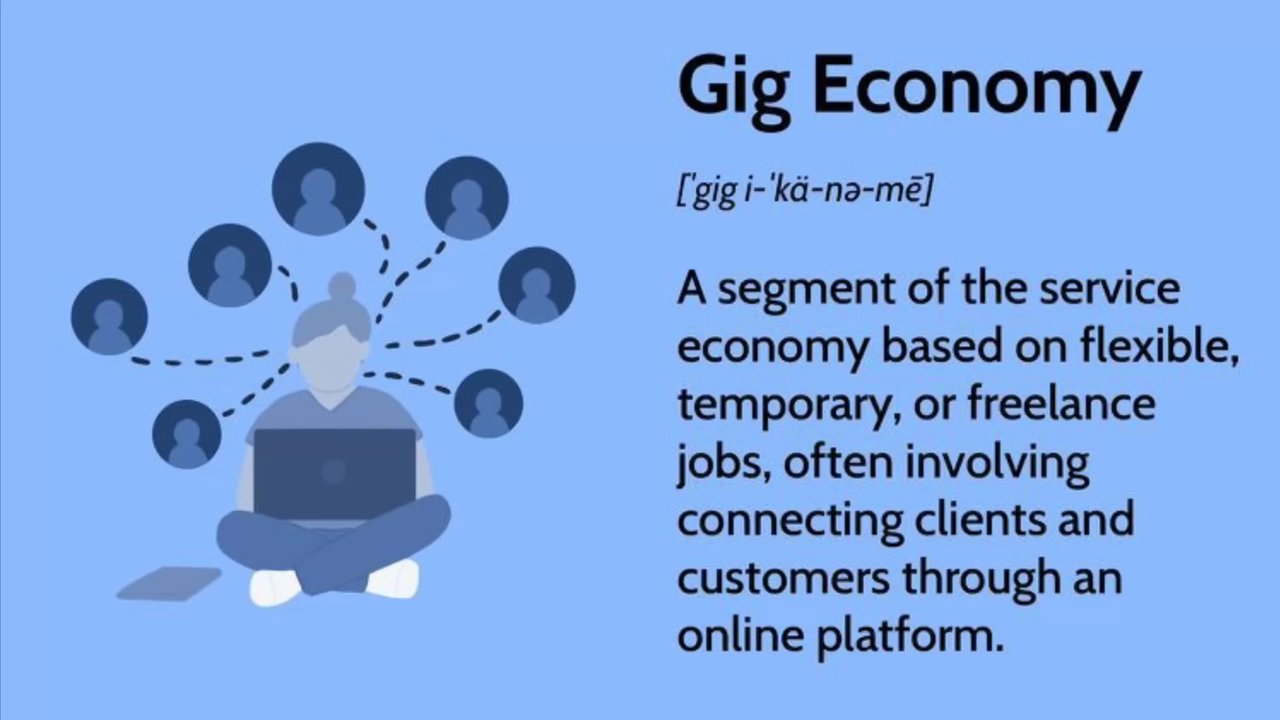 Gig Economy
['gig i-'kä-nə-mē]
A segment of the service
economy based on flexible,
temporary, or freelance
jobs, often involving
connecting clients and
customers through an
online platform.